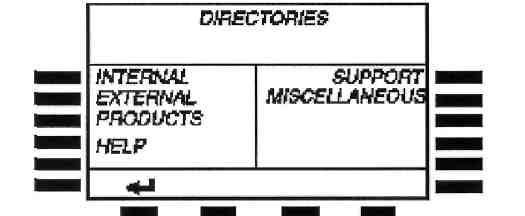 DIRECTORIES
INTERNAL SUPPORT
EXTERNAL MISCELLANEOUS
PRODUCTS
HELP